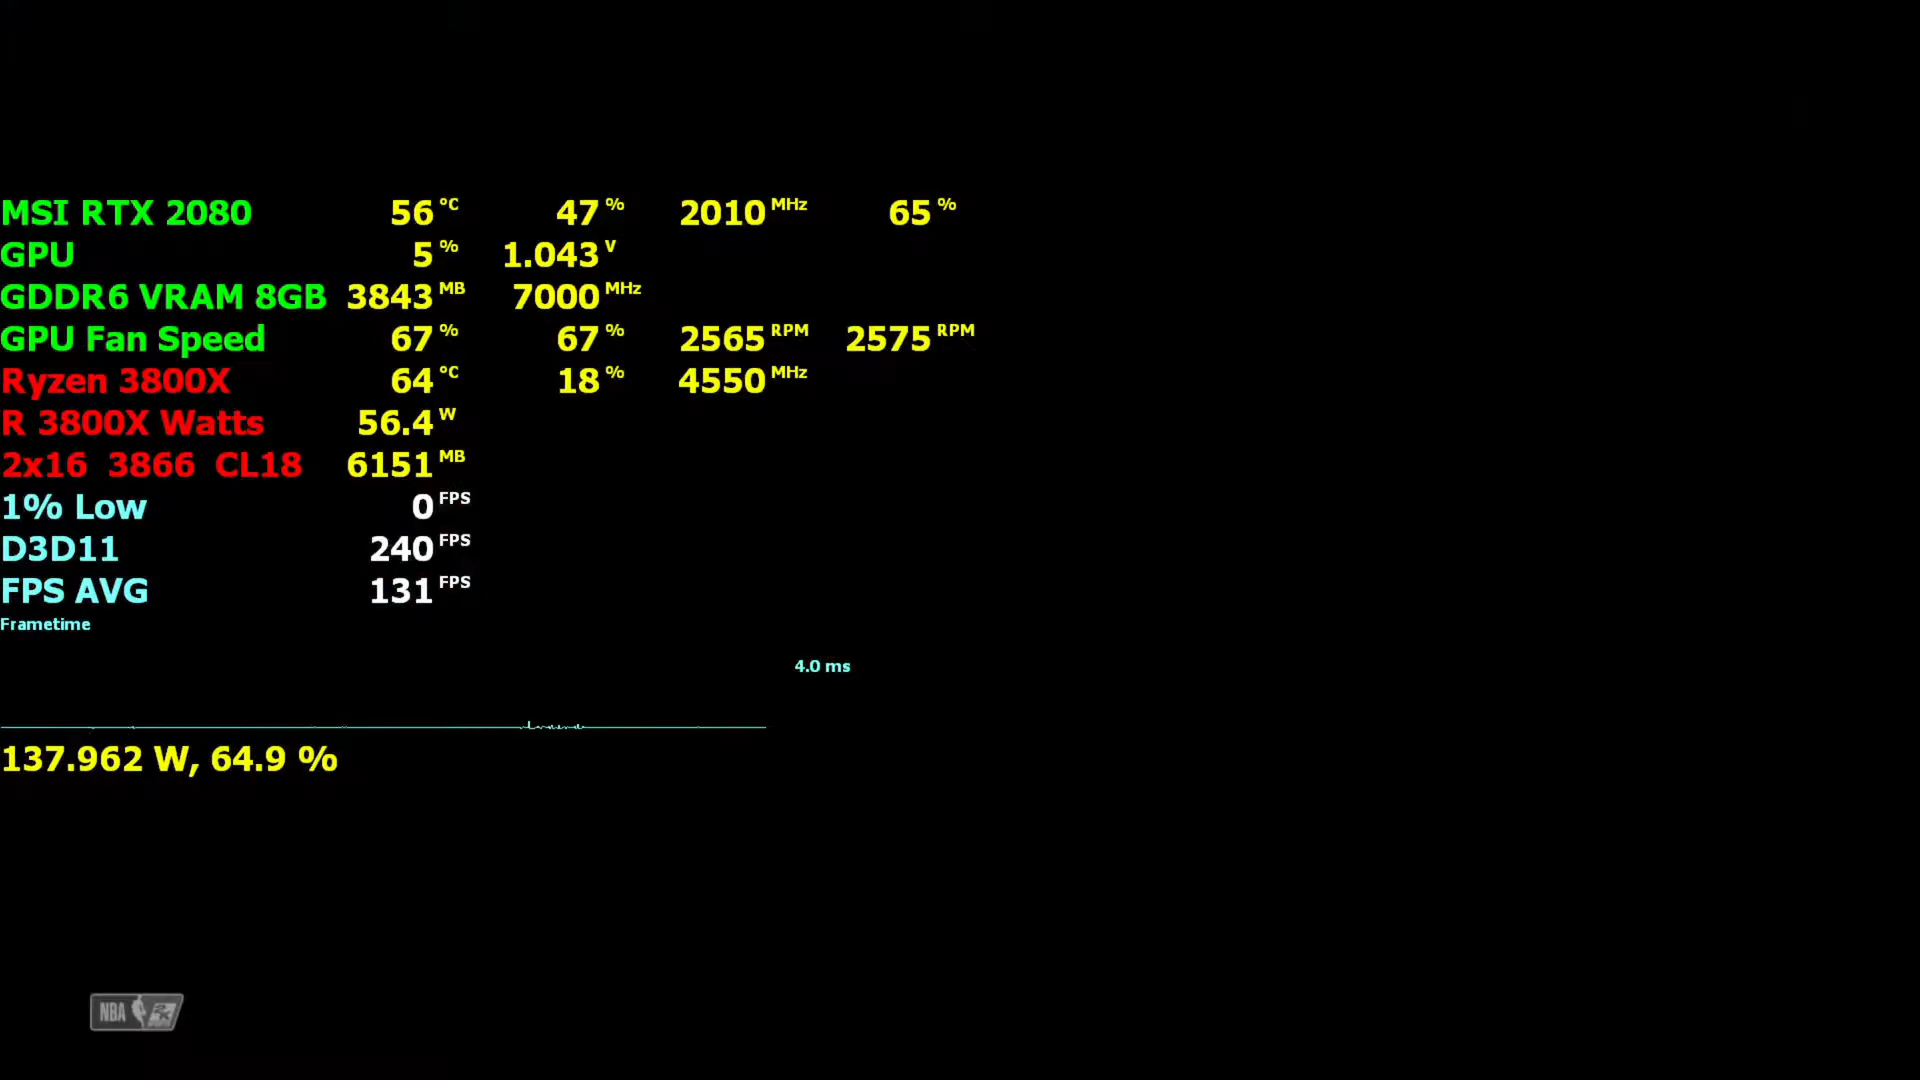 MSI RTX 2080 56 °C 47 % 2010 MHz 65 %
GPU 5 % 1.043 V
GDDR6 VRAM 8GB 3843 MB 7000 MHz
GPU Fan Speed 67 % 67 % 2565 RPM 2575 RPM
Ryzen 3800X 64 °C 18 % 4550 MHz
R 3800X Watts 56.4 W
2x16 3866 CL18 6151 MB
1% Low 0 FPS
D3D11 240 FPS
FPS AVG 131 FPS
Frametime
4.0 ms
137.962 W, 64.9 %
NBA 2K